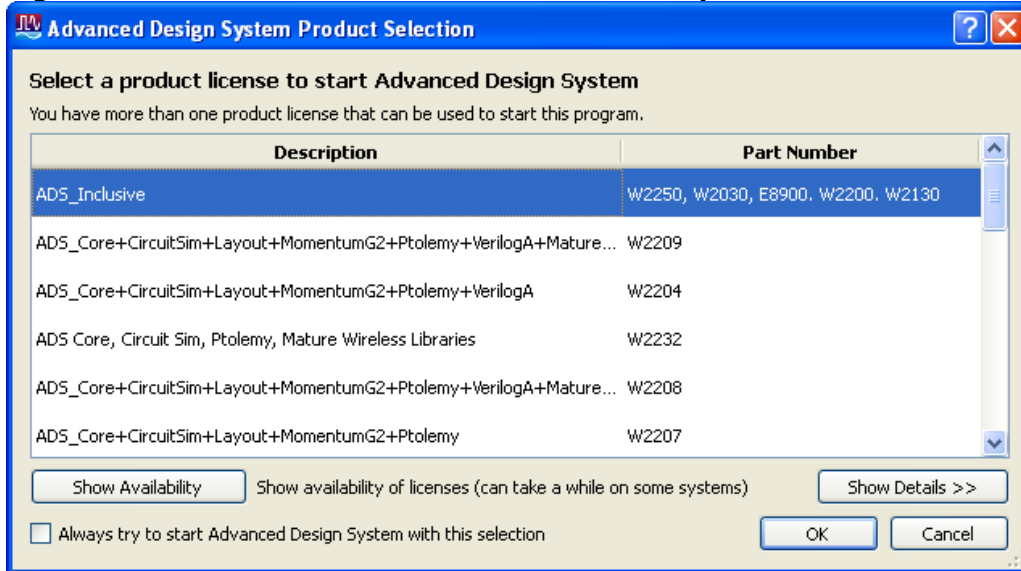 Advanced Design System Product Selection
Select a product license to start Advanced Design System
You have more than one product license that can be used to start this program.
Description Part Number
ADS_Inclusive W2250, W2030, E8900. W2200. W2130
ADS_Core+CircuitSim+Layout+MomentumG2+Ptolemy+VerilogA+Mature... W2209
ADS_Core+CircuitSim+Layout+MomentumG2+Ptolemy+VerilogA W2204
ADS Core, Circuit Sim, Ptolemy, Mature Wireless Libraries W2232
ADS_Core+CircuitSim+Layout+MomentumG2+Ptolemy+VerilogA+Mature... W2208
ADS_Core+CircuitSim+Layout+MomentumG2+Ptolemy W2207
Show Availability Show availability of licenses (can take a while on some systems) Show Details >>
Always try to start Advanced Design System with this selection OK Cancel